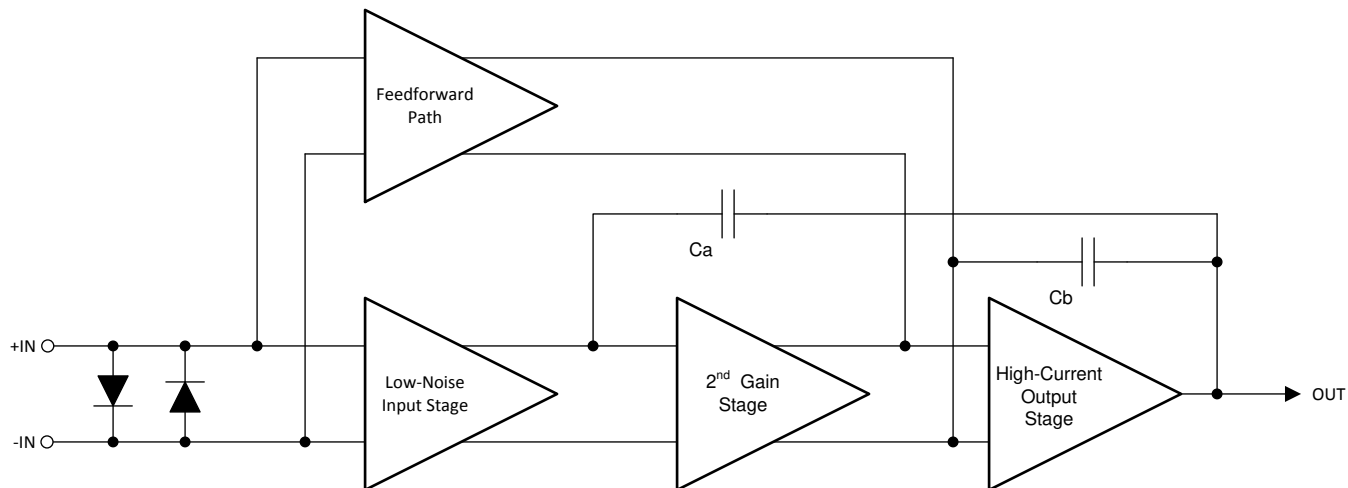 Feedforward
Path
Ca
Cb
+IN
-IN
Low-Noise
Input Stage
2nd Gain
Stage
High-Current
Output
Stage
OUT